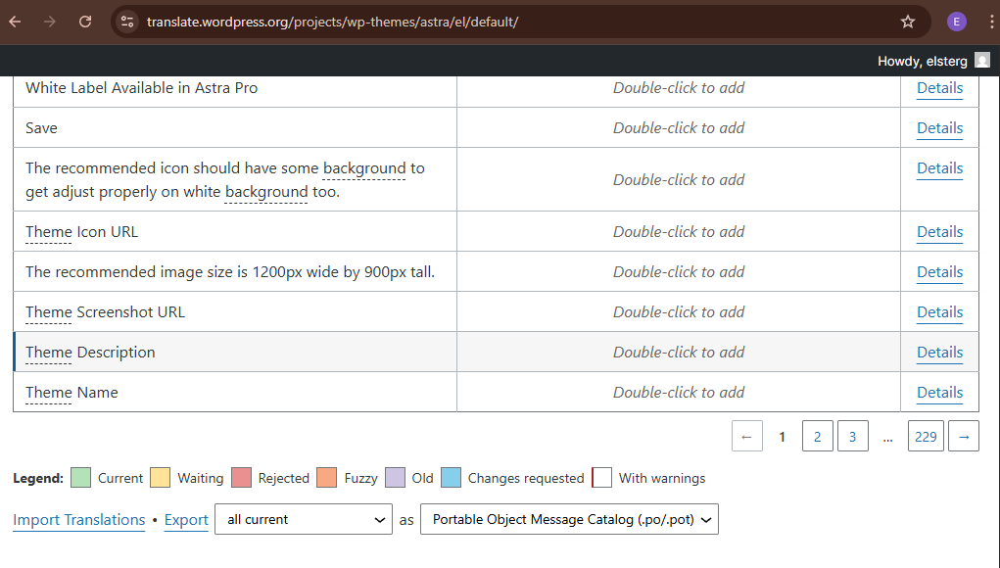 translate.wordpress.org/projects/wp-themes/astra/el/default/
E
Howdy, elsterg
White Label Available in Astra Pro
Double-click to add
Details
Save
Double-click to add
Details
The recommended icon should have some background to
get adjust properly on white background too.
Double-click to add
Details
Theme Icon URL
Double-click to add
Details
The recommended image size is 1200px wide by 900px tall.
Double-click to add
Details
Theme Screenshot URL
Double-click to add
Details
Theme Description
Double-click to add
Details
Theme Name
Double-click to add
Details
← 1 2 3 ... 229 →
Legend: Current Waiting Rejected Fuzzy Old Changes requested With warnings
Import Translations • Export all current as Portable Object Message Catalog (.po/.pot)